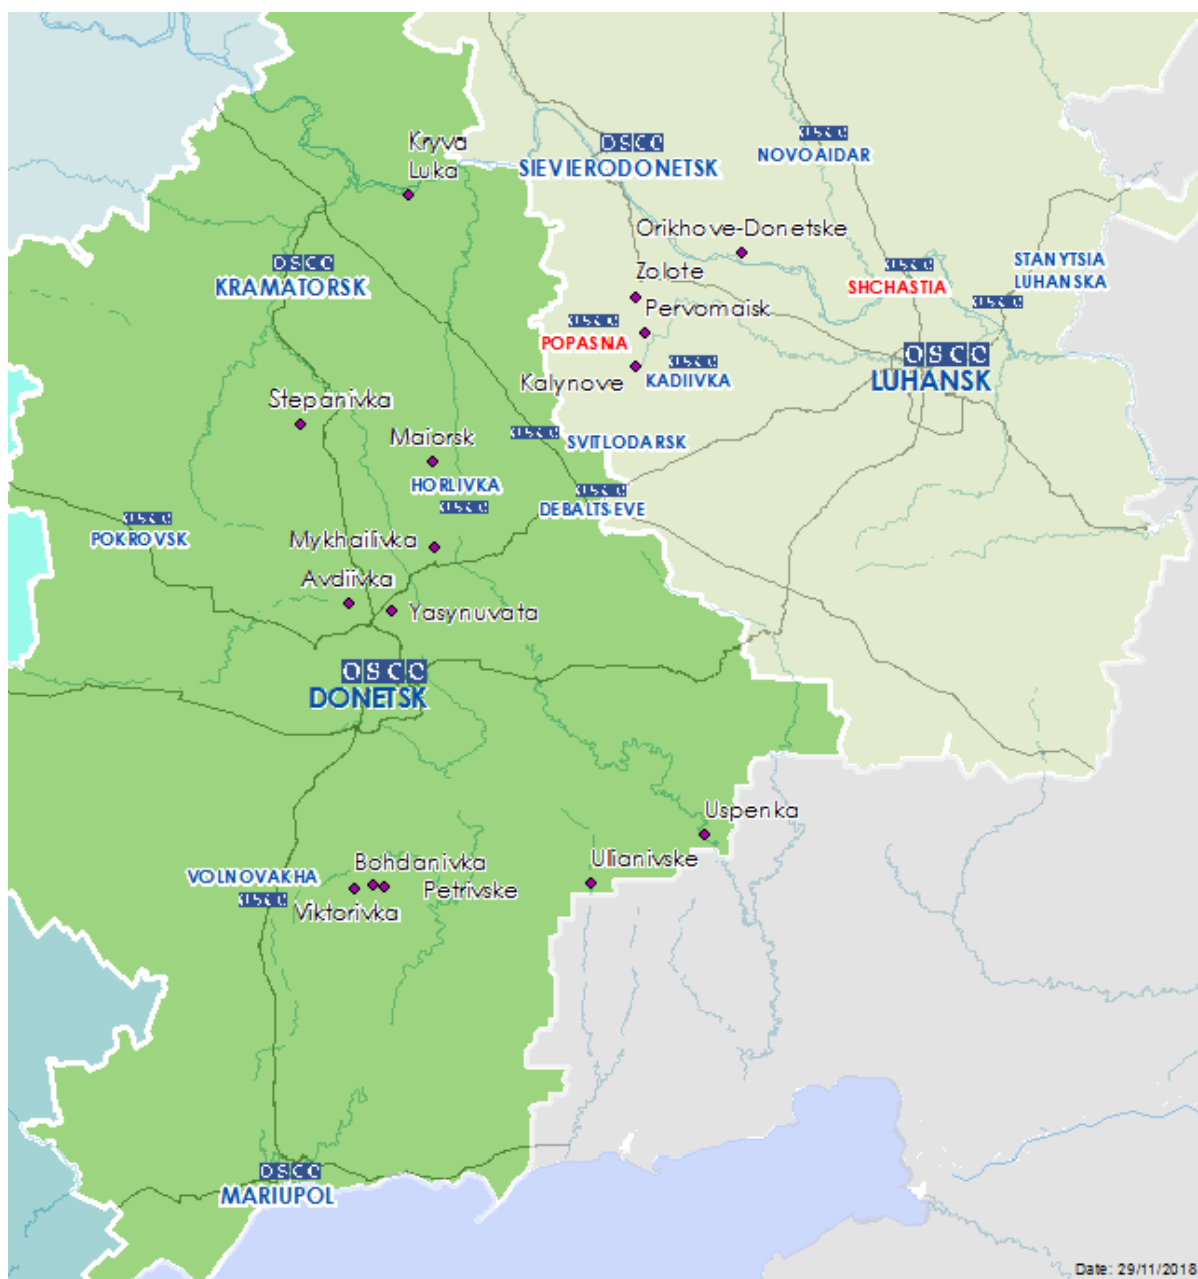 Kryva
Luka
OSCE
SIEVIERODONETSK
OSCE
NOVOAIDAR
Orikhove-Donetske
OSCE
KRAMATORSK
Zolote
OSCE
SHCHASTIA
STANYTSIA
LUHANSKA
OSCE
Pervomaisk
OSCE
POPASNA
OSCE
KADIIVKA
Kalynove
OSCE
LUHANSK
Stepanivka
Maiorsk
OSCE
SVITLODARSK
HORLIVKA
OSCE
OSCE
DEBALTSEVE
OSCE
POKROVSK
Mykhailivka
Avdiivka
Yasynuvata
OSCE
DONETSK
Uspenka
Ulianivske
Bohdanivka
Petrivske
Viktorivka
VOLNOVAKHA
OSCE
OSCE
MARIUPOL
Date: 29/11/2018